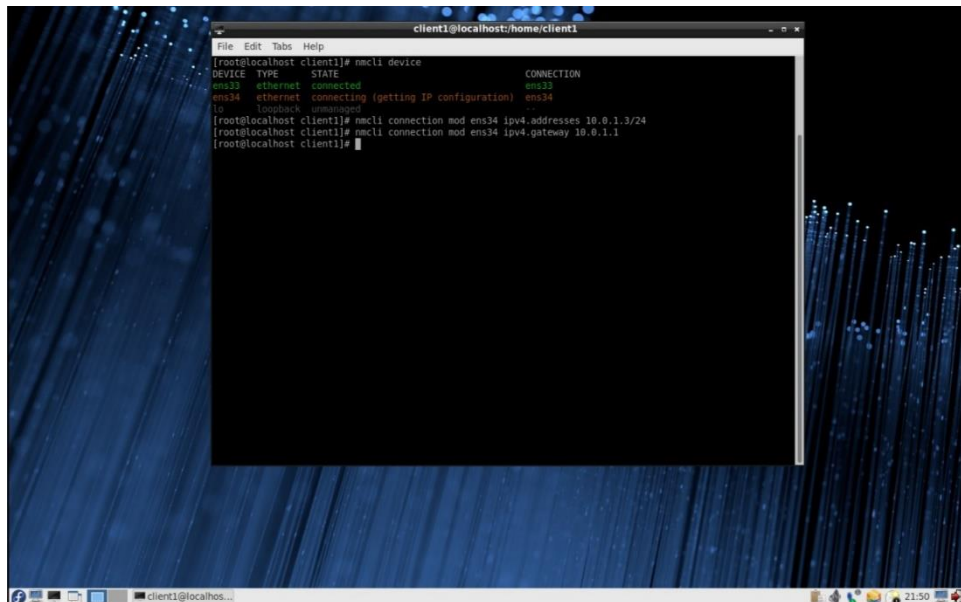 client1@localhost:/home/client1
File Edit Tabs Help
[root@localhost client1]# nmcli device
DEVICE TYPE STATE CONNECTION
ens33 ethernet connected ens33
ens34 ethernet connecting (getting IP configuration) ens34
lo loopback unmanaged --
[root@localhost client1]# nmcli connection mod ens34 ipv4.addresses 10.0.1.3/24
[root@localhost client1]# nmcli connection mod ens34 ipv4.gateway 10.0.1.1
[root@localhost client1]#
client1@localhos...
21:50